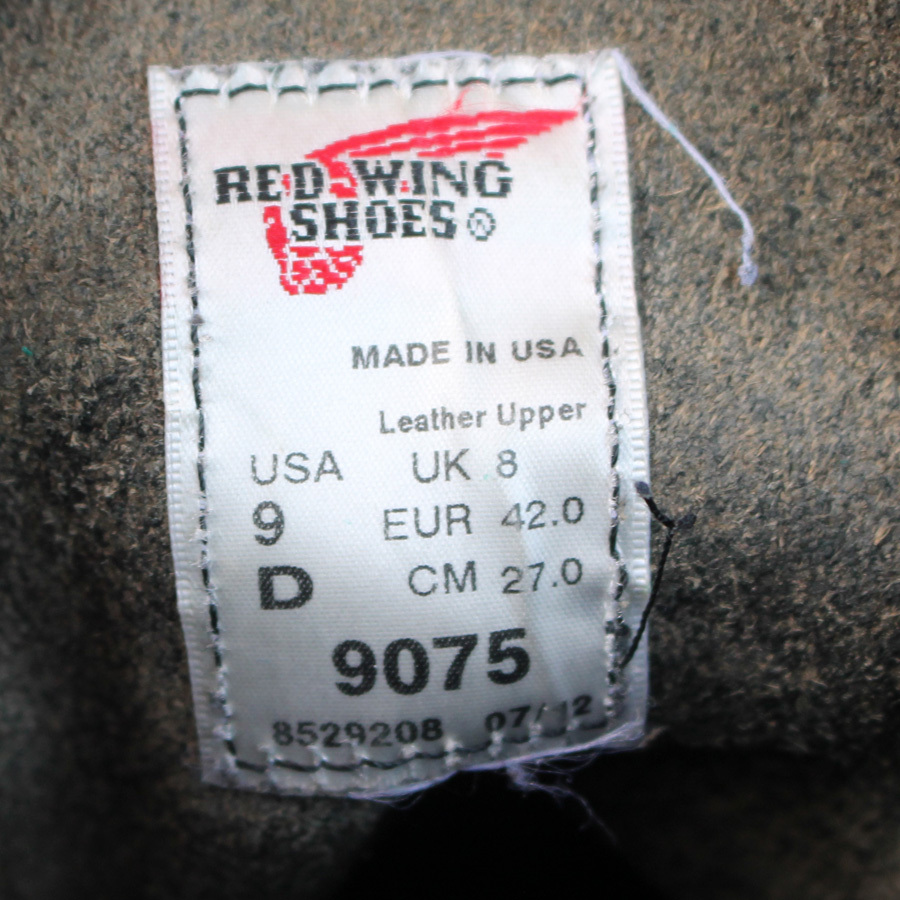 RED WING
SHOES®
MADE IN USA
Leather Upper
USA UK 8
9 EUR 42.0
D CM 27.0
9075
8529208 07/12